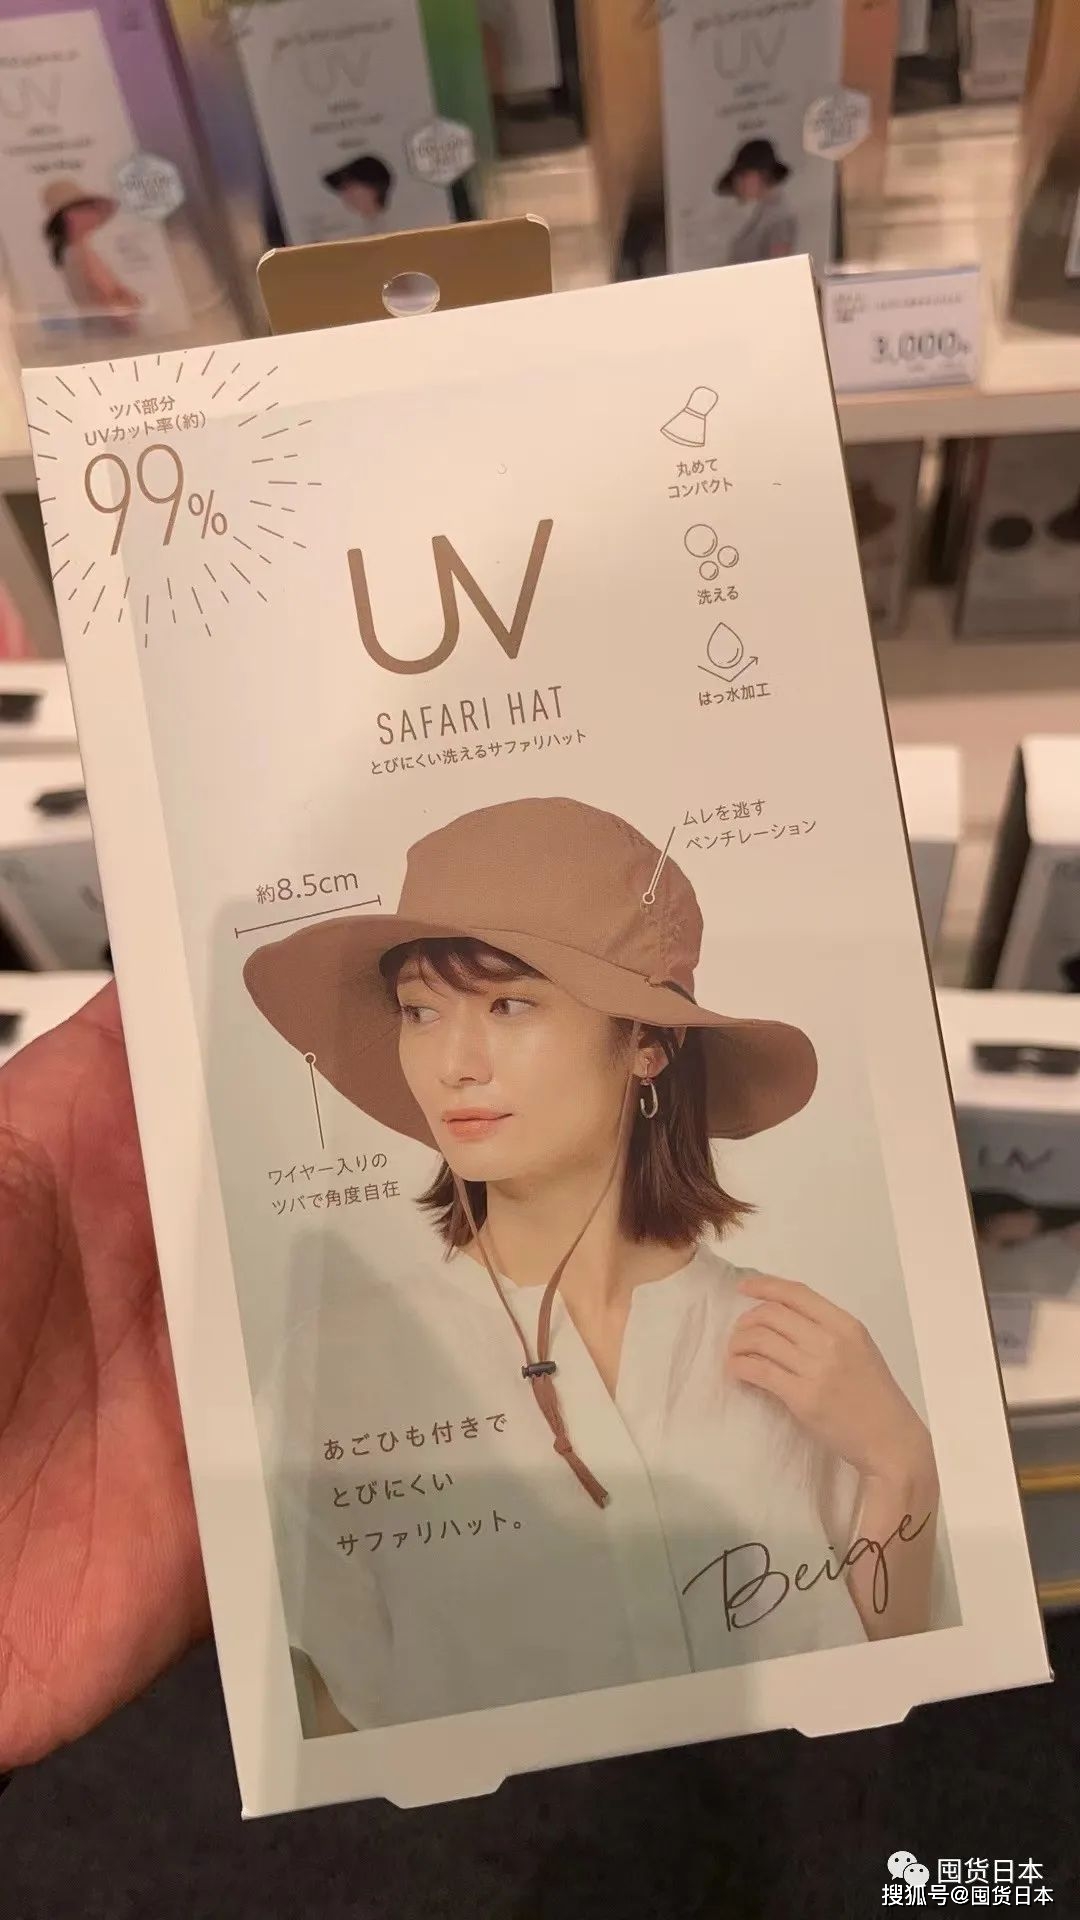 UV
UV
UV
3,000
ツバ部分
UVカット率(約)
99%
丸めて
コンパクト
洗える
はっ水加工
UV
SAFARI HAT
とびにくい洗えるサファリハット
ムレを逃す
ベンチレーション
約8.5cm
ワイヤー入りの
ツバで角度自在
あごひも付きで
とびにくい
サファリハット。
Beige
UV
囤货日本
搜狐号@囤货日本